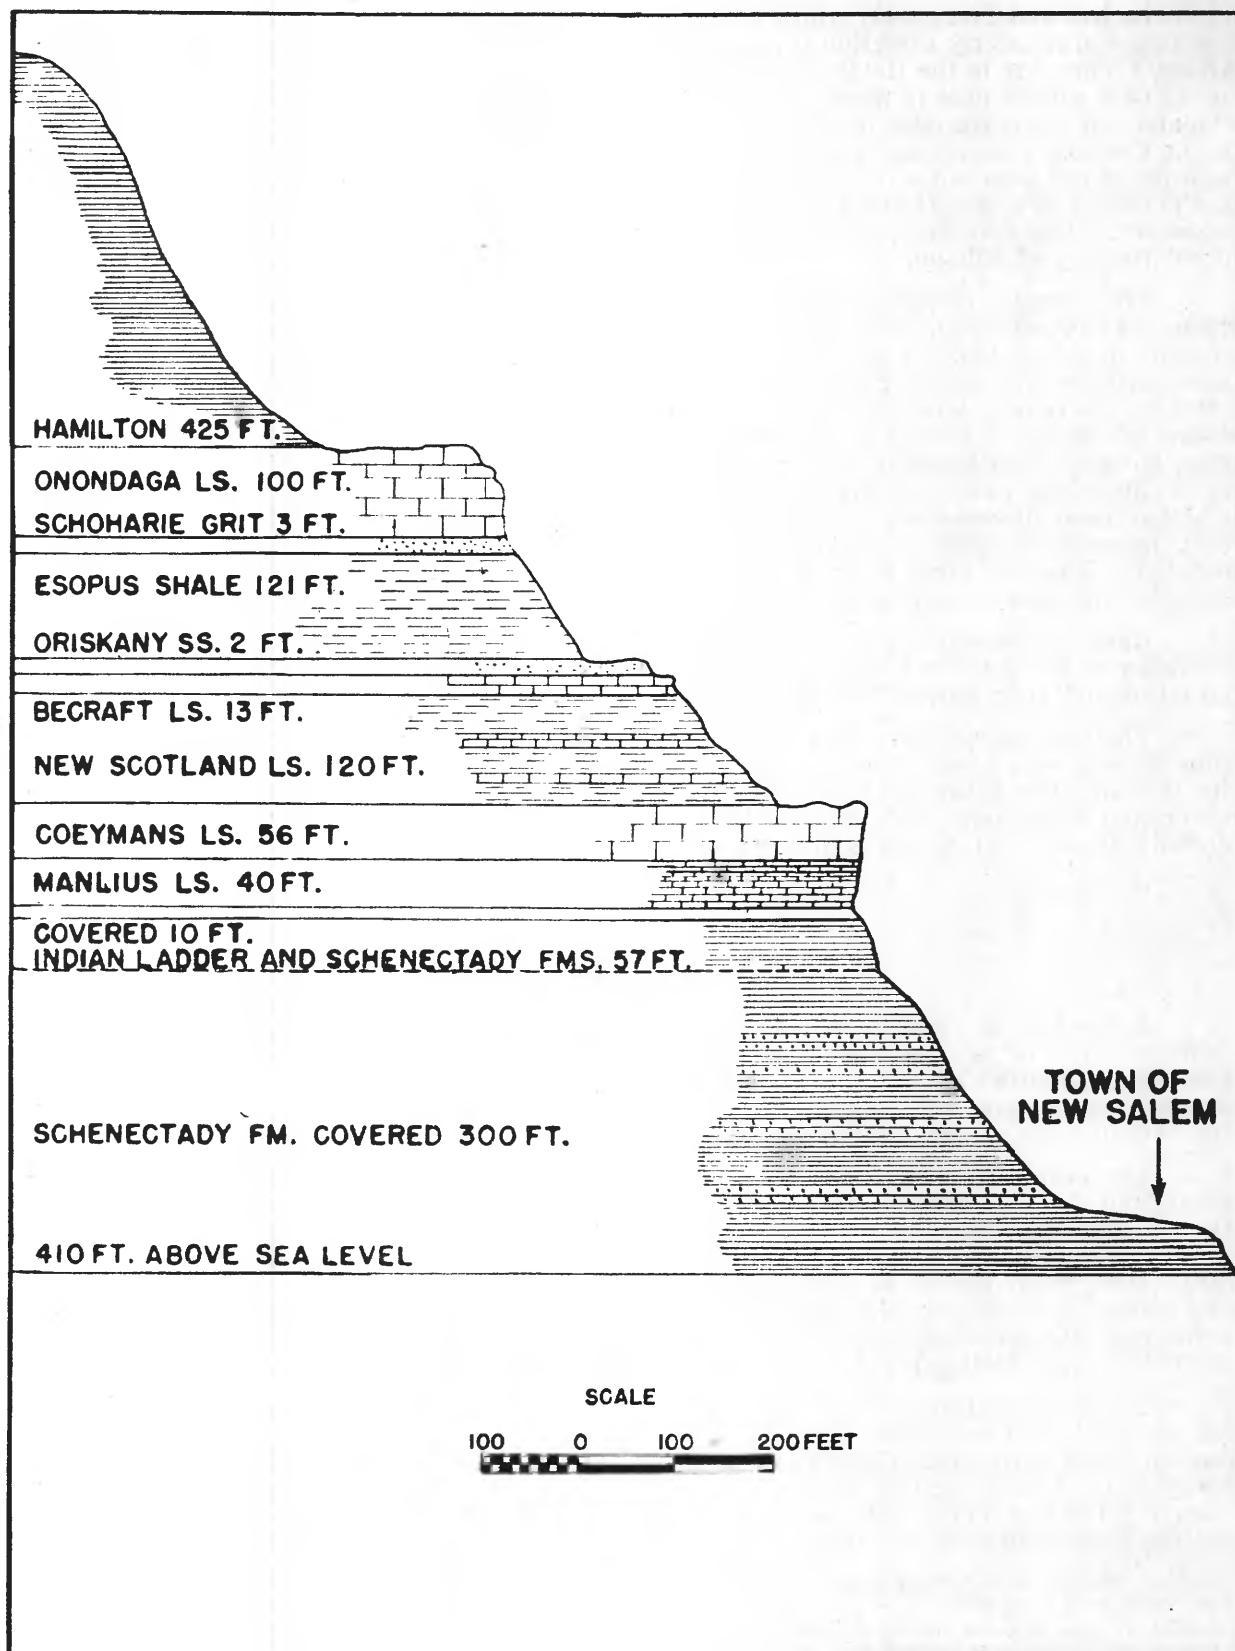 HAMILTON 425 FT.
ONONDAGA LS. 100 FT.
SCHOHARIE GRIT 3 FT.
ESOPUS SHALE 121 FT.
ORISKANY SS. 2 FT.
BECRAFT LS. 13 FT.
NEW SCOTLAND LS. 120 FT.
COEYMANS LS. 56 FT.
MANLIUS LS. 40 FT.
COVERED 10 FT.
INDIAN LADDER AND SCHENECTADY FMS. 57 FT.
TOWN OF
NEW SALEM
SCHENECTADY FM. COVERED 300 FT.
410 FT. ABOVE SEA LEVEL
SCALE
100 0 100 200 FEET